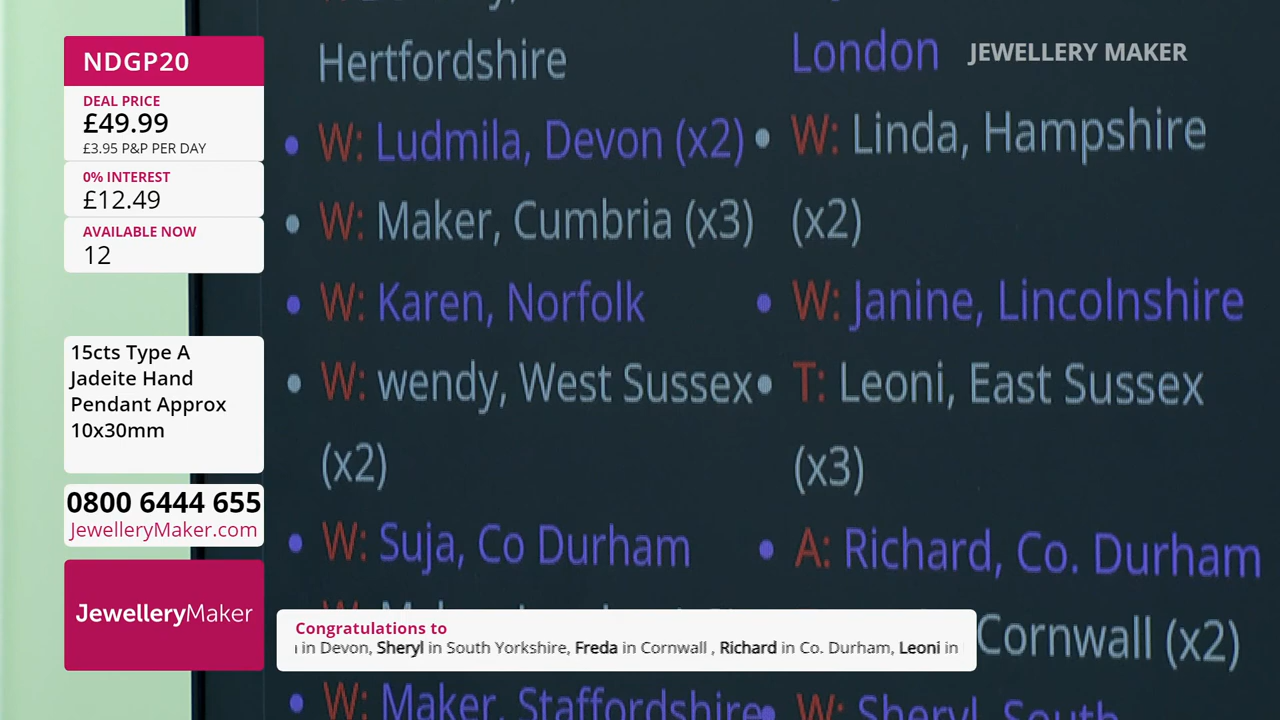 NDGP20
DEAL PRICE
£49.99
£3.95 P&P PER DAY
0% INTEREST
£12.49
AVAILABLE NOW
12
15cts Type A
Jadeite Hand
Pendant Approx
10x30mm
0800 6444 655
JewelleryMaker.com
JewelleryMaker
JEWELLERY MAKER
Hertfordshire
• W: Ludmila, Devon (x2)
• W: Maker, Cumbria (x3)
• W: Karen, Norfolk
• W: wendy, West Sussex
(x2)
• W: Suja, Co Durham
• W: Maker, Staffordshire
London
• W: Linda, Hampshire
(x2)
• W: Janine, Lincolnshire
• T: Leoni, East Sussex
(x3)
• A: Richard, Co. Durham
Cornwall (x2)
• W: Sheryl, South
Congratulations to
in Devon, Sheryl in South Yorkshire, Freda in Cornwall , Richard in Co. Durham, Leoni in